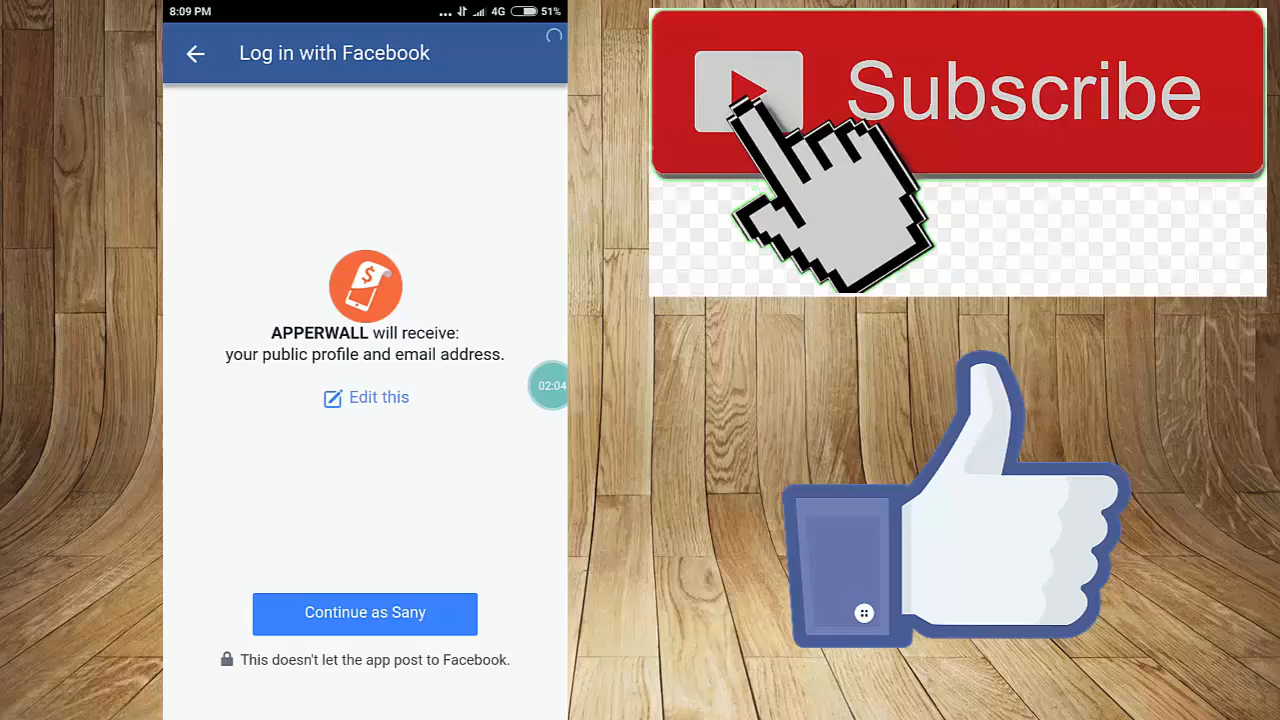 8:09 PM
... 4G 51%
Log in with Facebook
APPERWALL will receive:
your public profile and email address.
Edit this
02:04
Continue as Sany
This doesn't let the app post to Facebook.
Subscribe